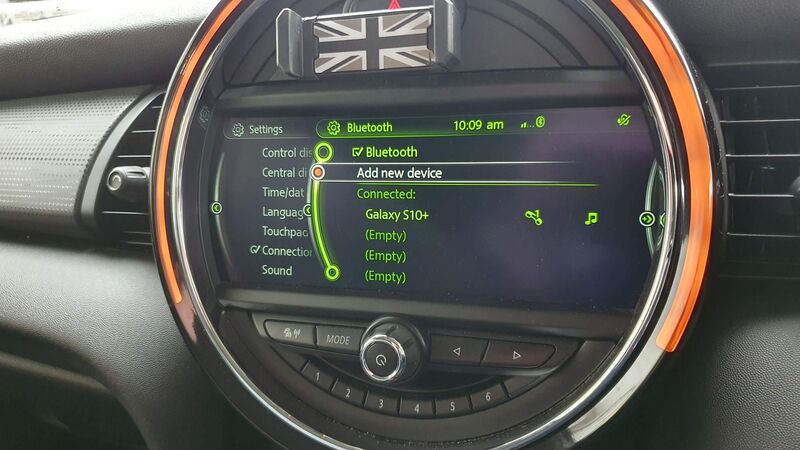 Settings
Bluetooth
10:09 am
Control di
Bluetooth
Central di
Add new device
Time/dat
Connected:
Languag
Galaxy S10+
Touchpa
(Empty)
Connection
(Empty)
Sound
(Empty)
MODE
1 2 3 4 5 6